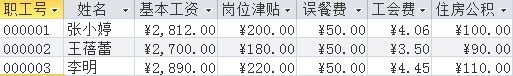 职工号 姓名 基本工资 岗位津贴 误餐费 工会费 住房公积
000001 张小婷 ¥2,812.00 ¥200.00 ¥50.00 ¥4.06 ¥100.00
000002 王蓓蕾 ¥2,700.00 ¥180.00 ¥50.00 ¥3.50 ¥90.00
000003 李明 ¥2,890.00 ¥220.00 ¥50.00 ¥4.45 ¥110.00